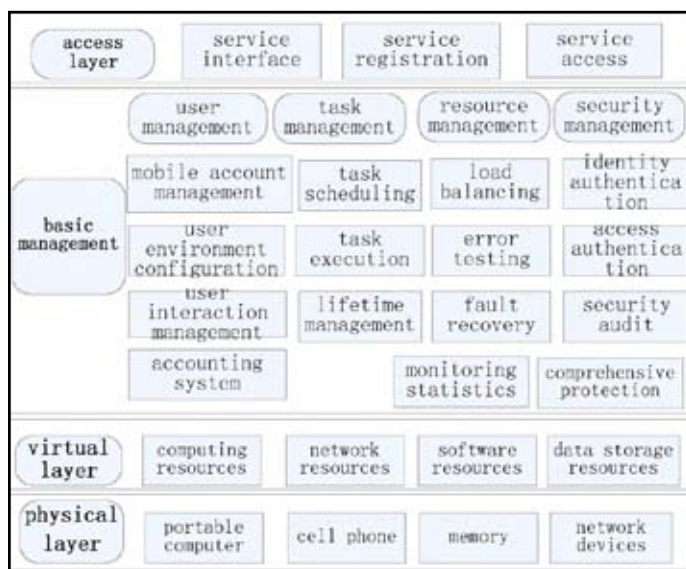 access
layer
service
interface
service
registration
service
access
user
management
task
management
resource
management
security
management
basic
management
mobile account
management
task
scheduling
load
balancing
identity
authentica
tion
user
environment
configuration
task
execution
error
testing
access
authentica
tion
user
interaction
management
lifetime
management
fault
recovery
security
audit
accounting
system
monitoring
statistics
comprehensive
protection
virtual
layer
computing
resources
network
resources
software
resources
data storage
resources
physical
layer
portable
computer
cell phone
memory
network
devices